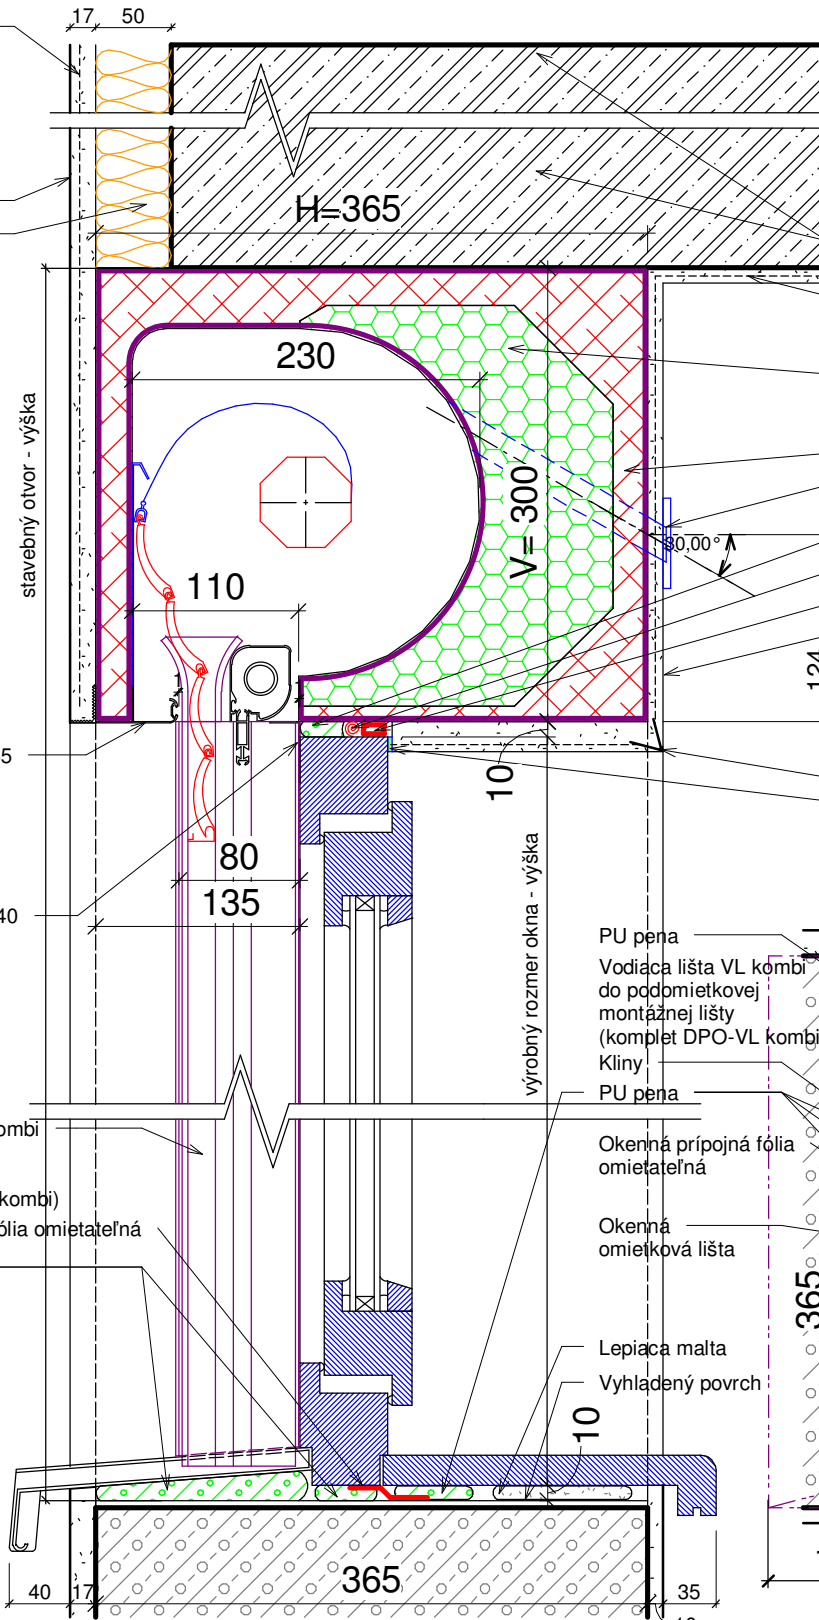 17
50
H=365
230
stavebný otvor - výška
V= 300
30,00°
110
124
5
10
80
135
40
výrobný rozmer okna - výška
PU pena
Vodiaca lišta VL kombi
do podomietkovej
montážnej lišty
(komplet DPO-VL kombi
Kliny
PU pena
ombi
Okenná prípojná fólia
omietateľná
kombi)
ólia omietateľná
Okenná
omietková lišta
365
Lepiaca malta
Vyhladený povrch
10
365
40
17
35